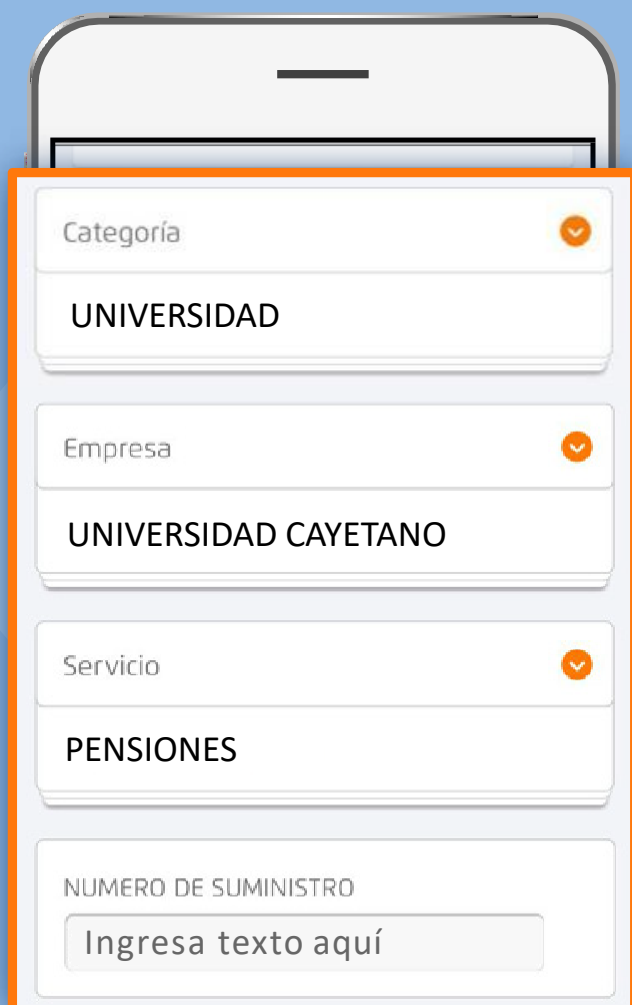 Categoría
UNIVERSIDAD
Empresa
UNIVERSIDAD CAYETANO
Servicio
PENSIONES
NUMERO DE SUMINISTRO
Ingresa texto aquí